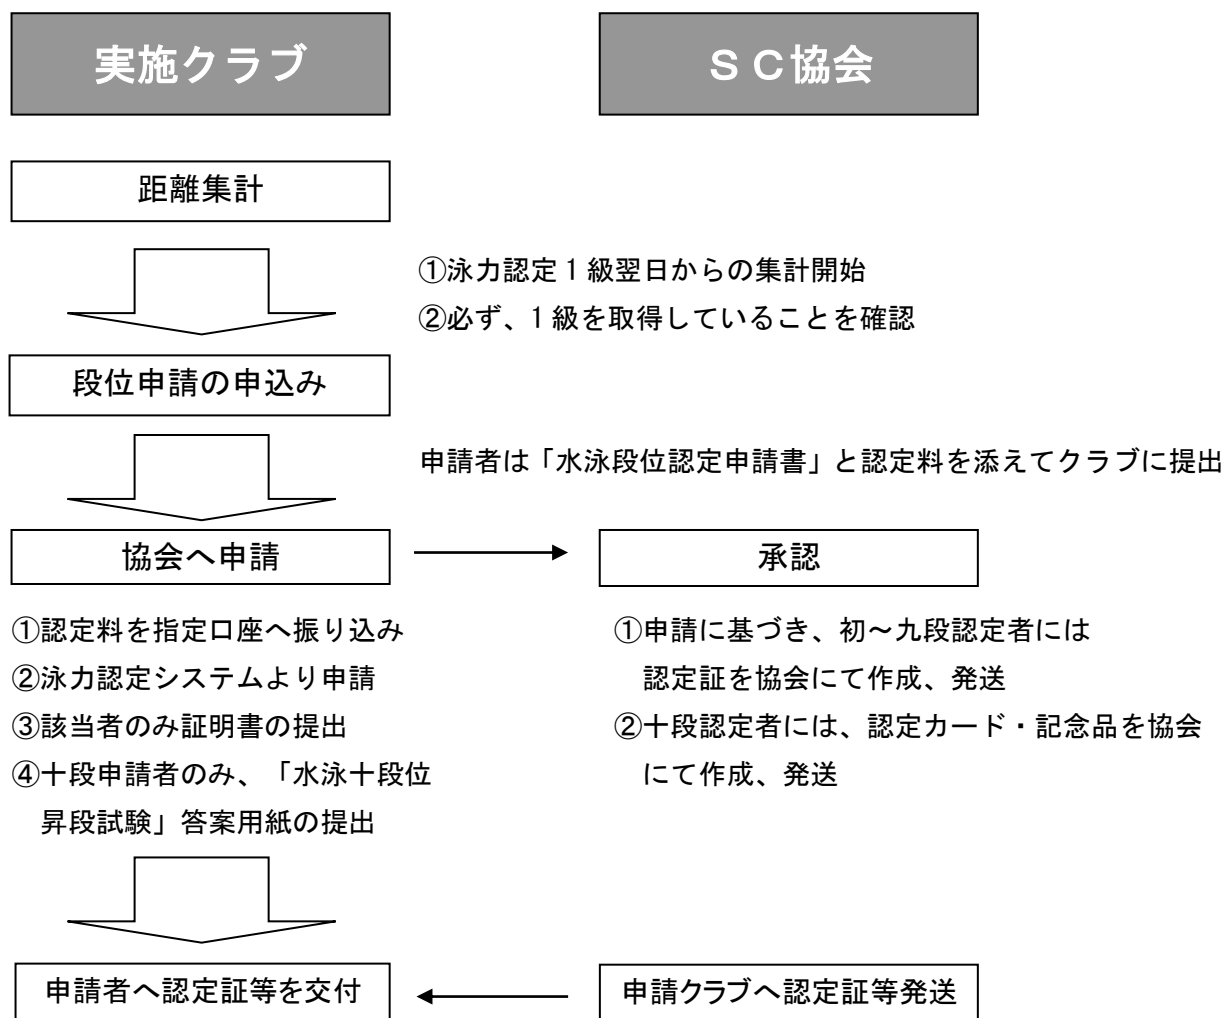 実施クラブ
ＳＣ協会
距離集計
①泳力認定1級翌日からの集計開始
②必ず、1級を取得していることを確認
段位申請の申込み
申請者は「水泳段位認定申請書」と認定料を添えてクラブに提出
協会へ申請
承認
①認定料を指定口座へ振り込み
②泳力認定システムより申請
③該当者のみ証明書の提出
④十段申請者のみ、「水泳十段位
昇段試験」答案用紙の提出
①申請に基づき、初～九段認定者には
認定証を協会にて作成、発送
②十段認定者には、認定カード・記念品を協会
にて作成、発送
申請者へ認定証等を交付
申請クラブへ認定証等発送